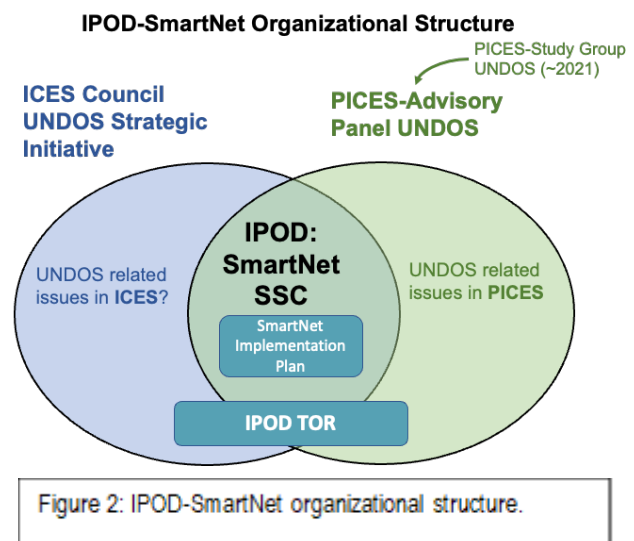 IPOD-SmartNet Organizational Structure
PICES-Study Group
UNDOS (~2021)
ICES Council
UNDOS Strategic
Initiative
PICES-Advisory
Panel UNDOS
IPOD:
SmartNet
SSC
UNDOS related
issues in ICES?
UNDOS related
issues in PICES
SmartNet
Implementation
Plan
IPOD TOR
Figure 2: IPOD-SmartNet organizational structure.